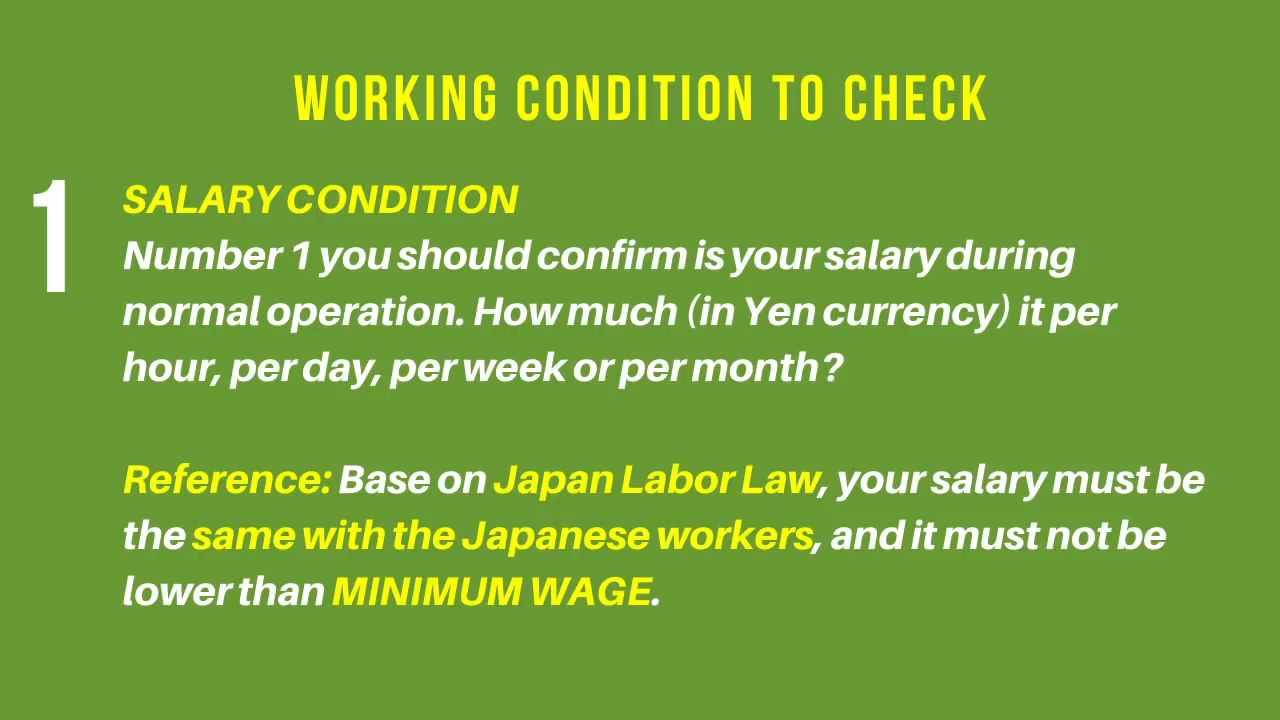 WORKING CONDITION TO CHECK
1
SALARY CONDITION
Number 1 you should confirm is your salary during
normal operation. How much (in Yen currency) it per
hour, per day, per week or per month?
Reference: Base on Japan Labor Law, your salary must be
the same with the Japanese workers, and it must not be
lower than MINIMUM WAGE.